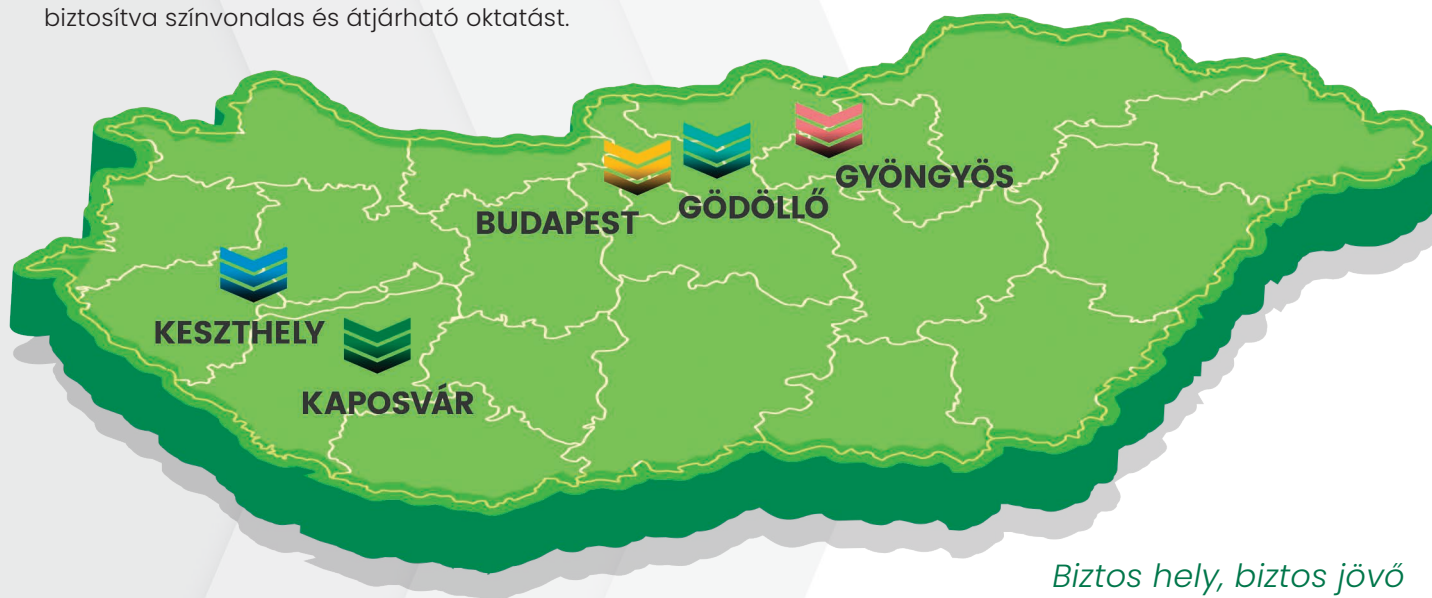 biztosítva színvonalas és átjárható oktatást.
GYÖNGYÖS
GÖDÖLLŐ
BUDAPEST
KESZTHELY
KAPOSVÁR
Biztos hely, biztos jövő